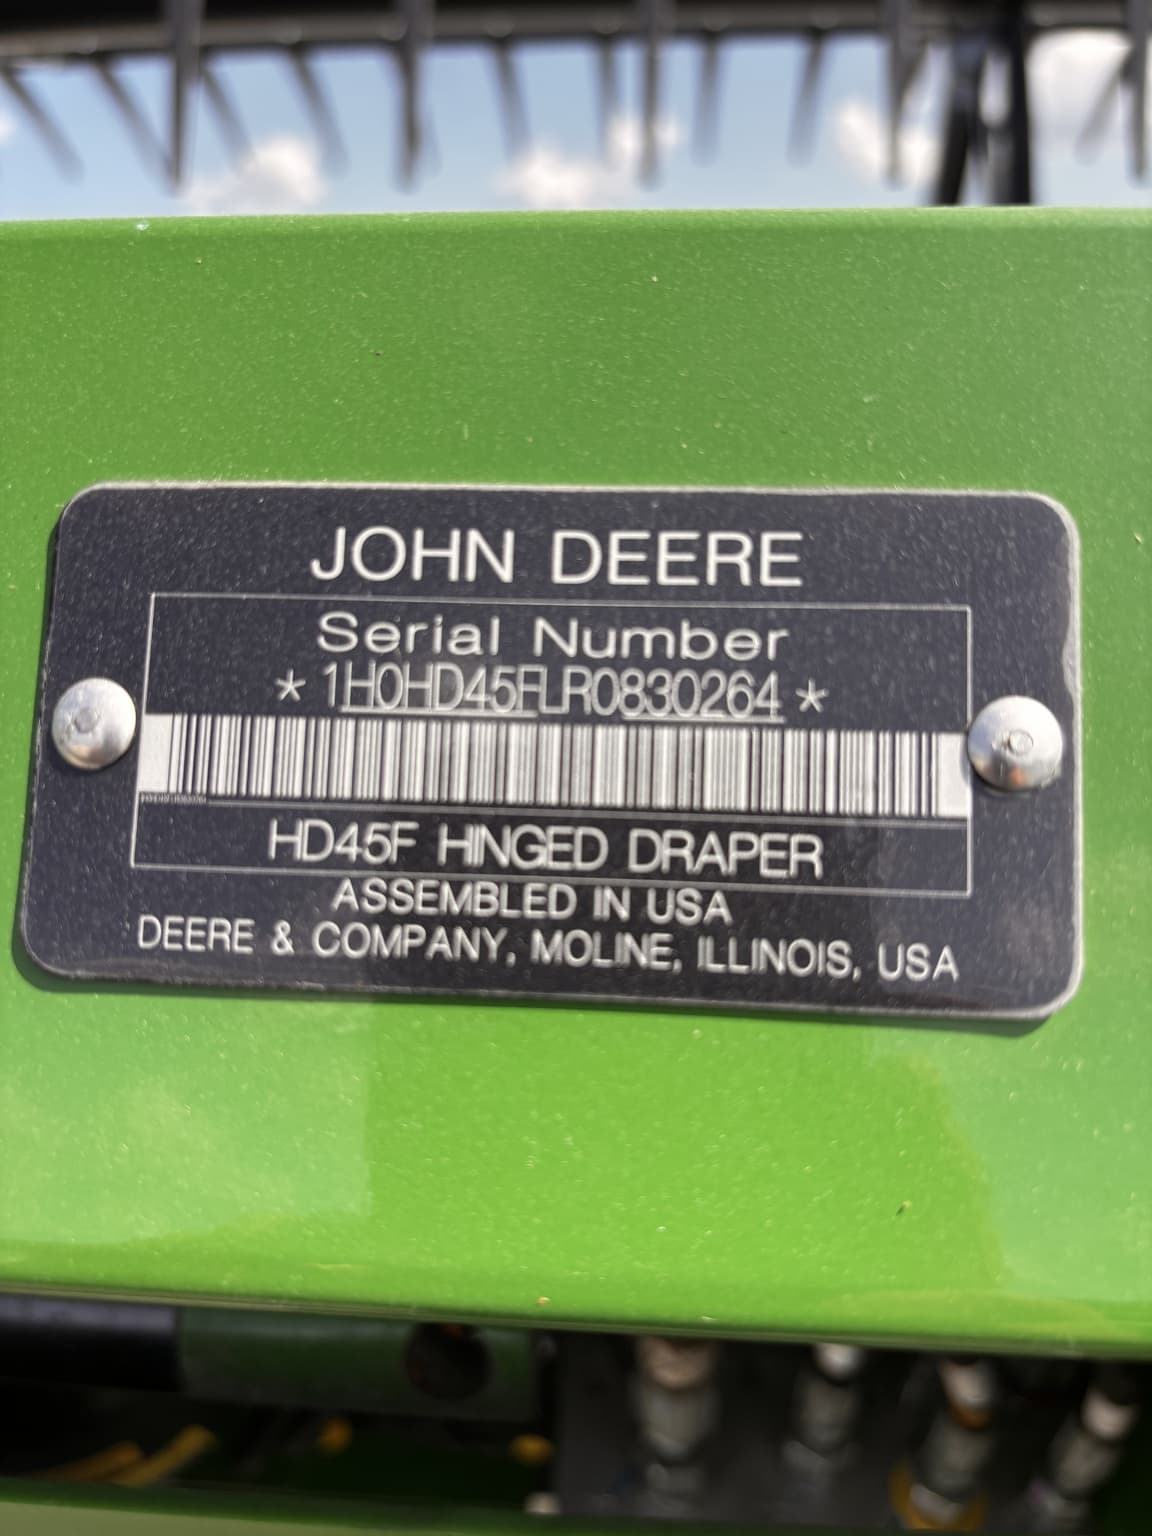 JOHN DEERE
Serial Number
* 1H0HD45FLR0830264 *
HD45F HINGED DRAPER
ASSEMBLED IN USA
DEERE & COMPANY, MOLINE, ILLINOIS, USA